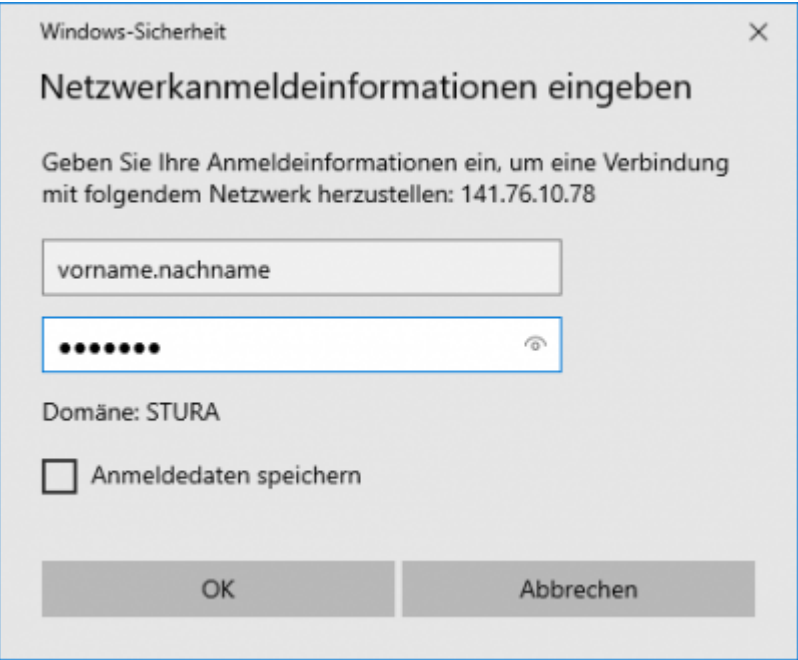 Windows-Sicherheit
Netzwerkanmeldeinformationen eingeben
Geben Sie Ihre Anmeldeinformationen ein, um eine Verbindung
mit folgendem Netzwerk herzustellen: 141.76.10.78
vorname.nachname
•••••••
Domäne: STURA
Anmeldedaten speichern
OK
Abbrechen